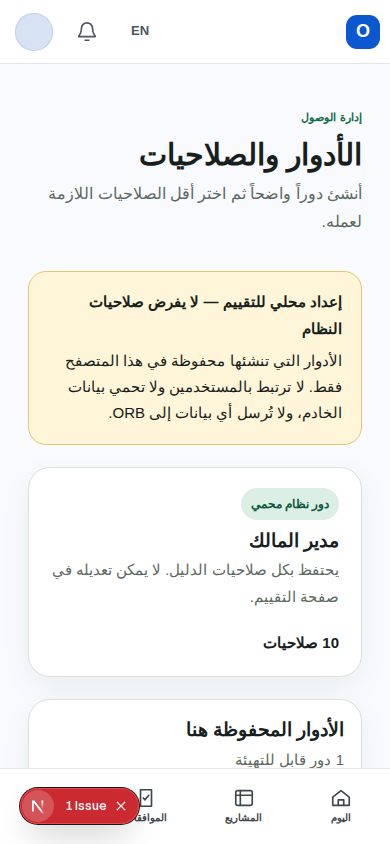 O
EN
إدارة الوصول
الأدوار والصلاحيات
أنشئ دوراً واضحاً ثم اختر أقل الصلاحيات اللازمة
لعمله.
إعداد محلي للتقييم — لا يفرض صلاحيات
النظام
الأدوار التي تنشئها محفوظة في هذا المتصفح
فقط. لا ترتبط بالمستخدمين ولا تحمي بيانات
الخادم، ولا تُرسل أي بيانات إلى ORB.
دور نظام محمي
مدير المالك
يحتفظ بكل صلاحيات الدليل. لا يمكن تعديله في
صفحة التقييم.
10 صلاحيات
الأدوار المحفوظة هنا
1 دور قابل للتهيئة
اليوم
المشاريع
1 Issue